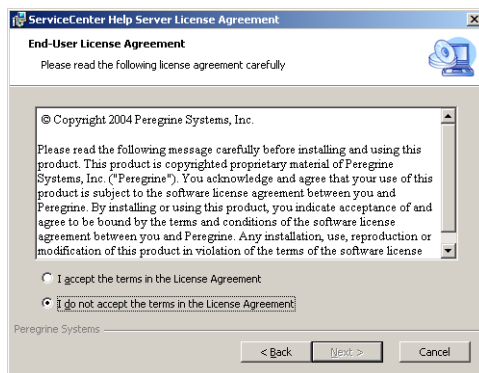 ServiceCenter Help Server License Agreement
End-User License Agreement
Please read the following license agreement carefully
© Copyright 2004 Peregrine Systems, Inc.
Please read the following message carefully before installing and using this
product. This product is copyrighted proprietary material of Peregrine
Systems, Inc. ("Peregrine"). You acknowledge and agree that your use of this
product is subject to the software license agreement between you and
Peregrine. By installing or using this product, you indicate acceptance of and
agree to be bound by the terms and conditions of the software license
agreement between you and Peregrine. Any installation, use, reproduction or
modification of this product in violation of the terms of the software license
I accept the terms in the License Agreement
I do not accept the terms in the License Agreement
Peregrine Systems
< Back Next > Cancel